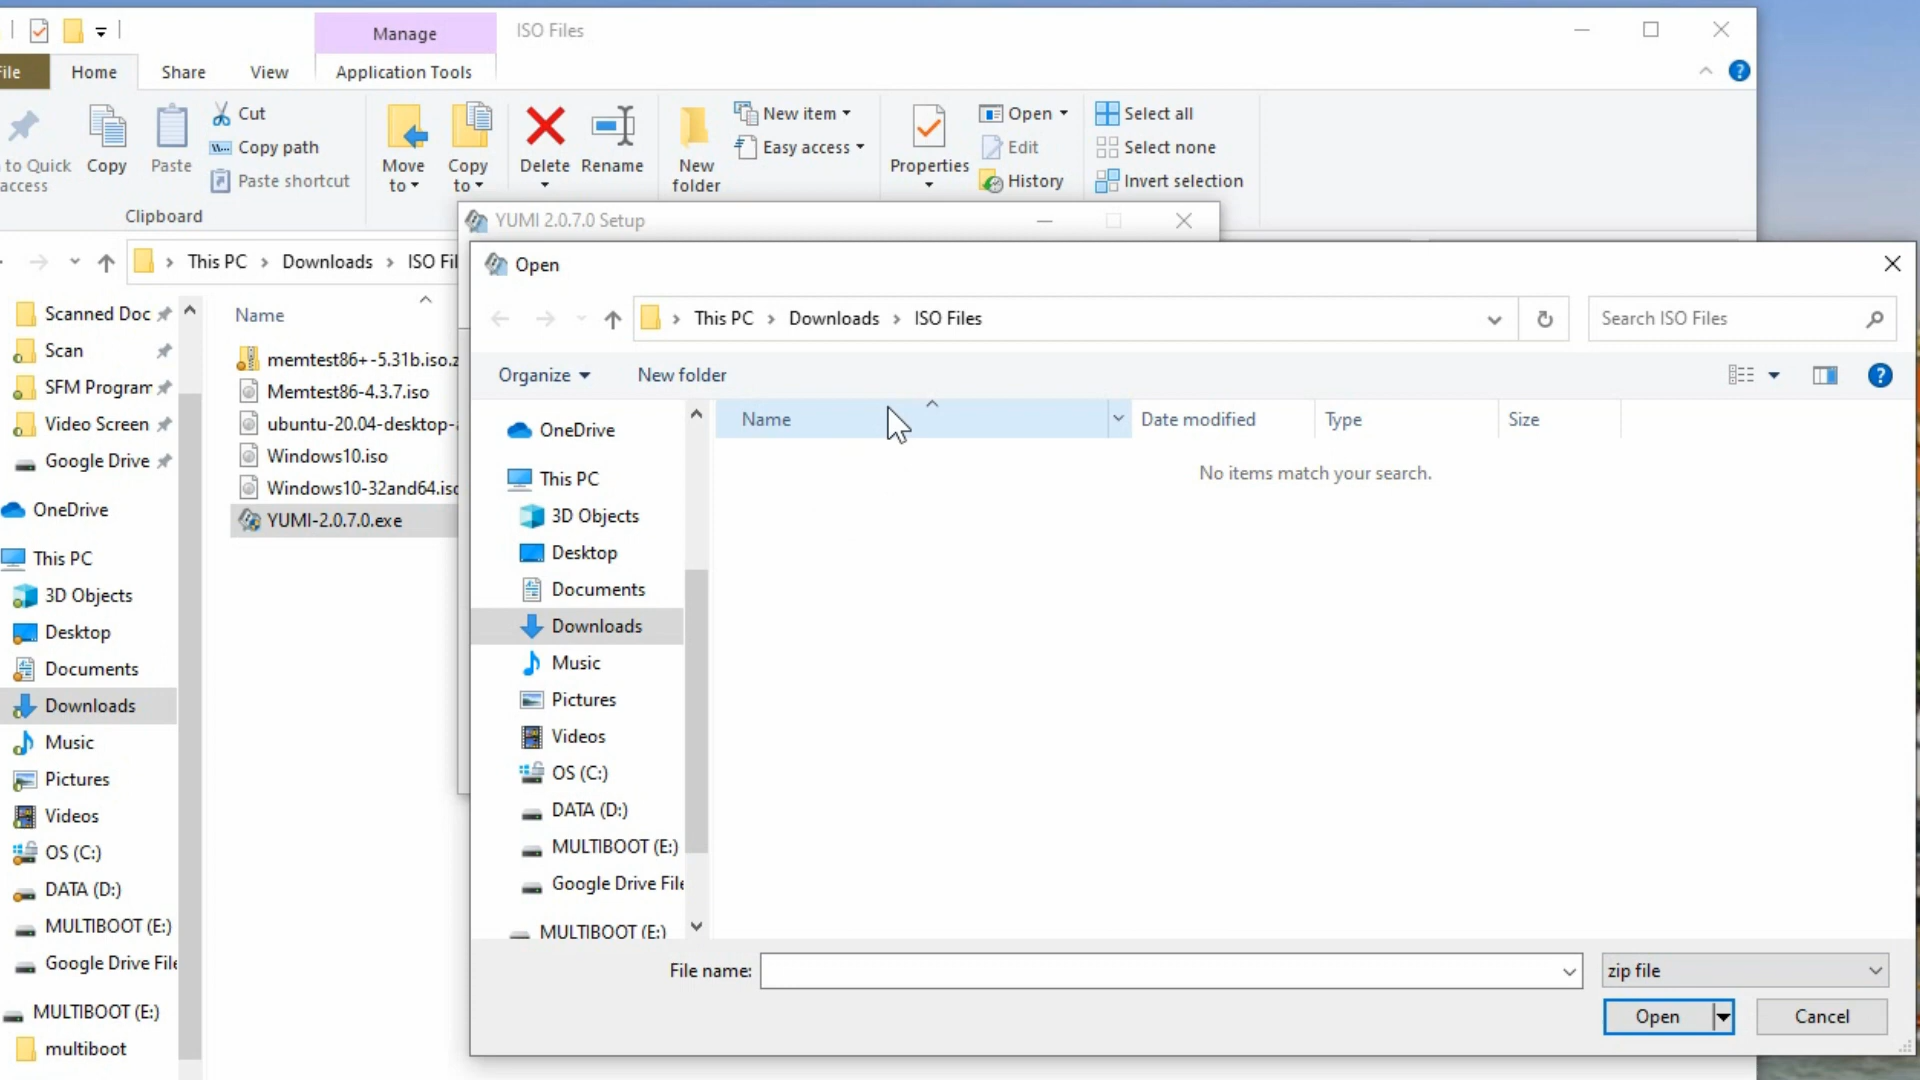 Manage
ISO Files
File
Home
Share
View
Application Tools
to Quick
access
Copy
Paste
Cut
Copy path
Paste shortcut
Clipboard
Move
to
Copy
to
Delete
Rename
New
folder
New item
Easy access
Properties
Open
Edit
History
Select all
Select none
Invert selection
YUMI 2.0.7.0 Setup
This PC
Downloads
ISO Fil
Scanned Doc
Scan
SFM Program
Video Screen
Google Drive
OneDrive
This PC
3D Objects
Desktop
Documents
Downloads
Music
Pictures
Videos
OS (C:)
DATA (D:)
MULTIBOOT (E:)
Google Drive File
MULTIBOOT (E:)
multiboot
Name
memtest86+-5.31b.iso.z
Memtest86-4.3.7.iso
ubuntu-20.04-desktop-a
Windows10.iso
Windows10-32and64.iso
YUMI-2.0.7.0.exe
Open
This PC
Downloads
ISO Files
Search ISO Files
Organize
New folder
OneDrive
This PC
3D Objects
Desktop
Documents
Downloads
Music
Pictures
Videos
OS (C:)
DATA (D:)
MULTIBOOT (E:)
Google Drive File
MULTIBOOT (E:)
Name
Date modified
Type
Size
No items match your search.
File name:
zip file
Open
Cancel